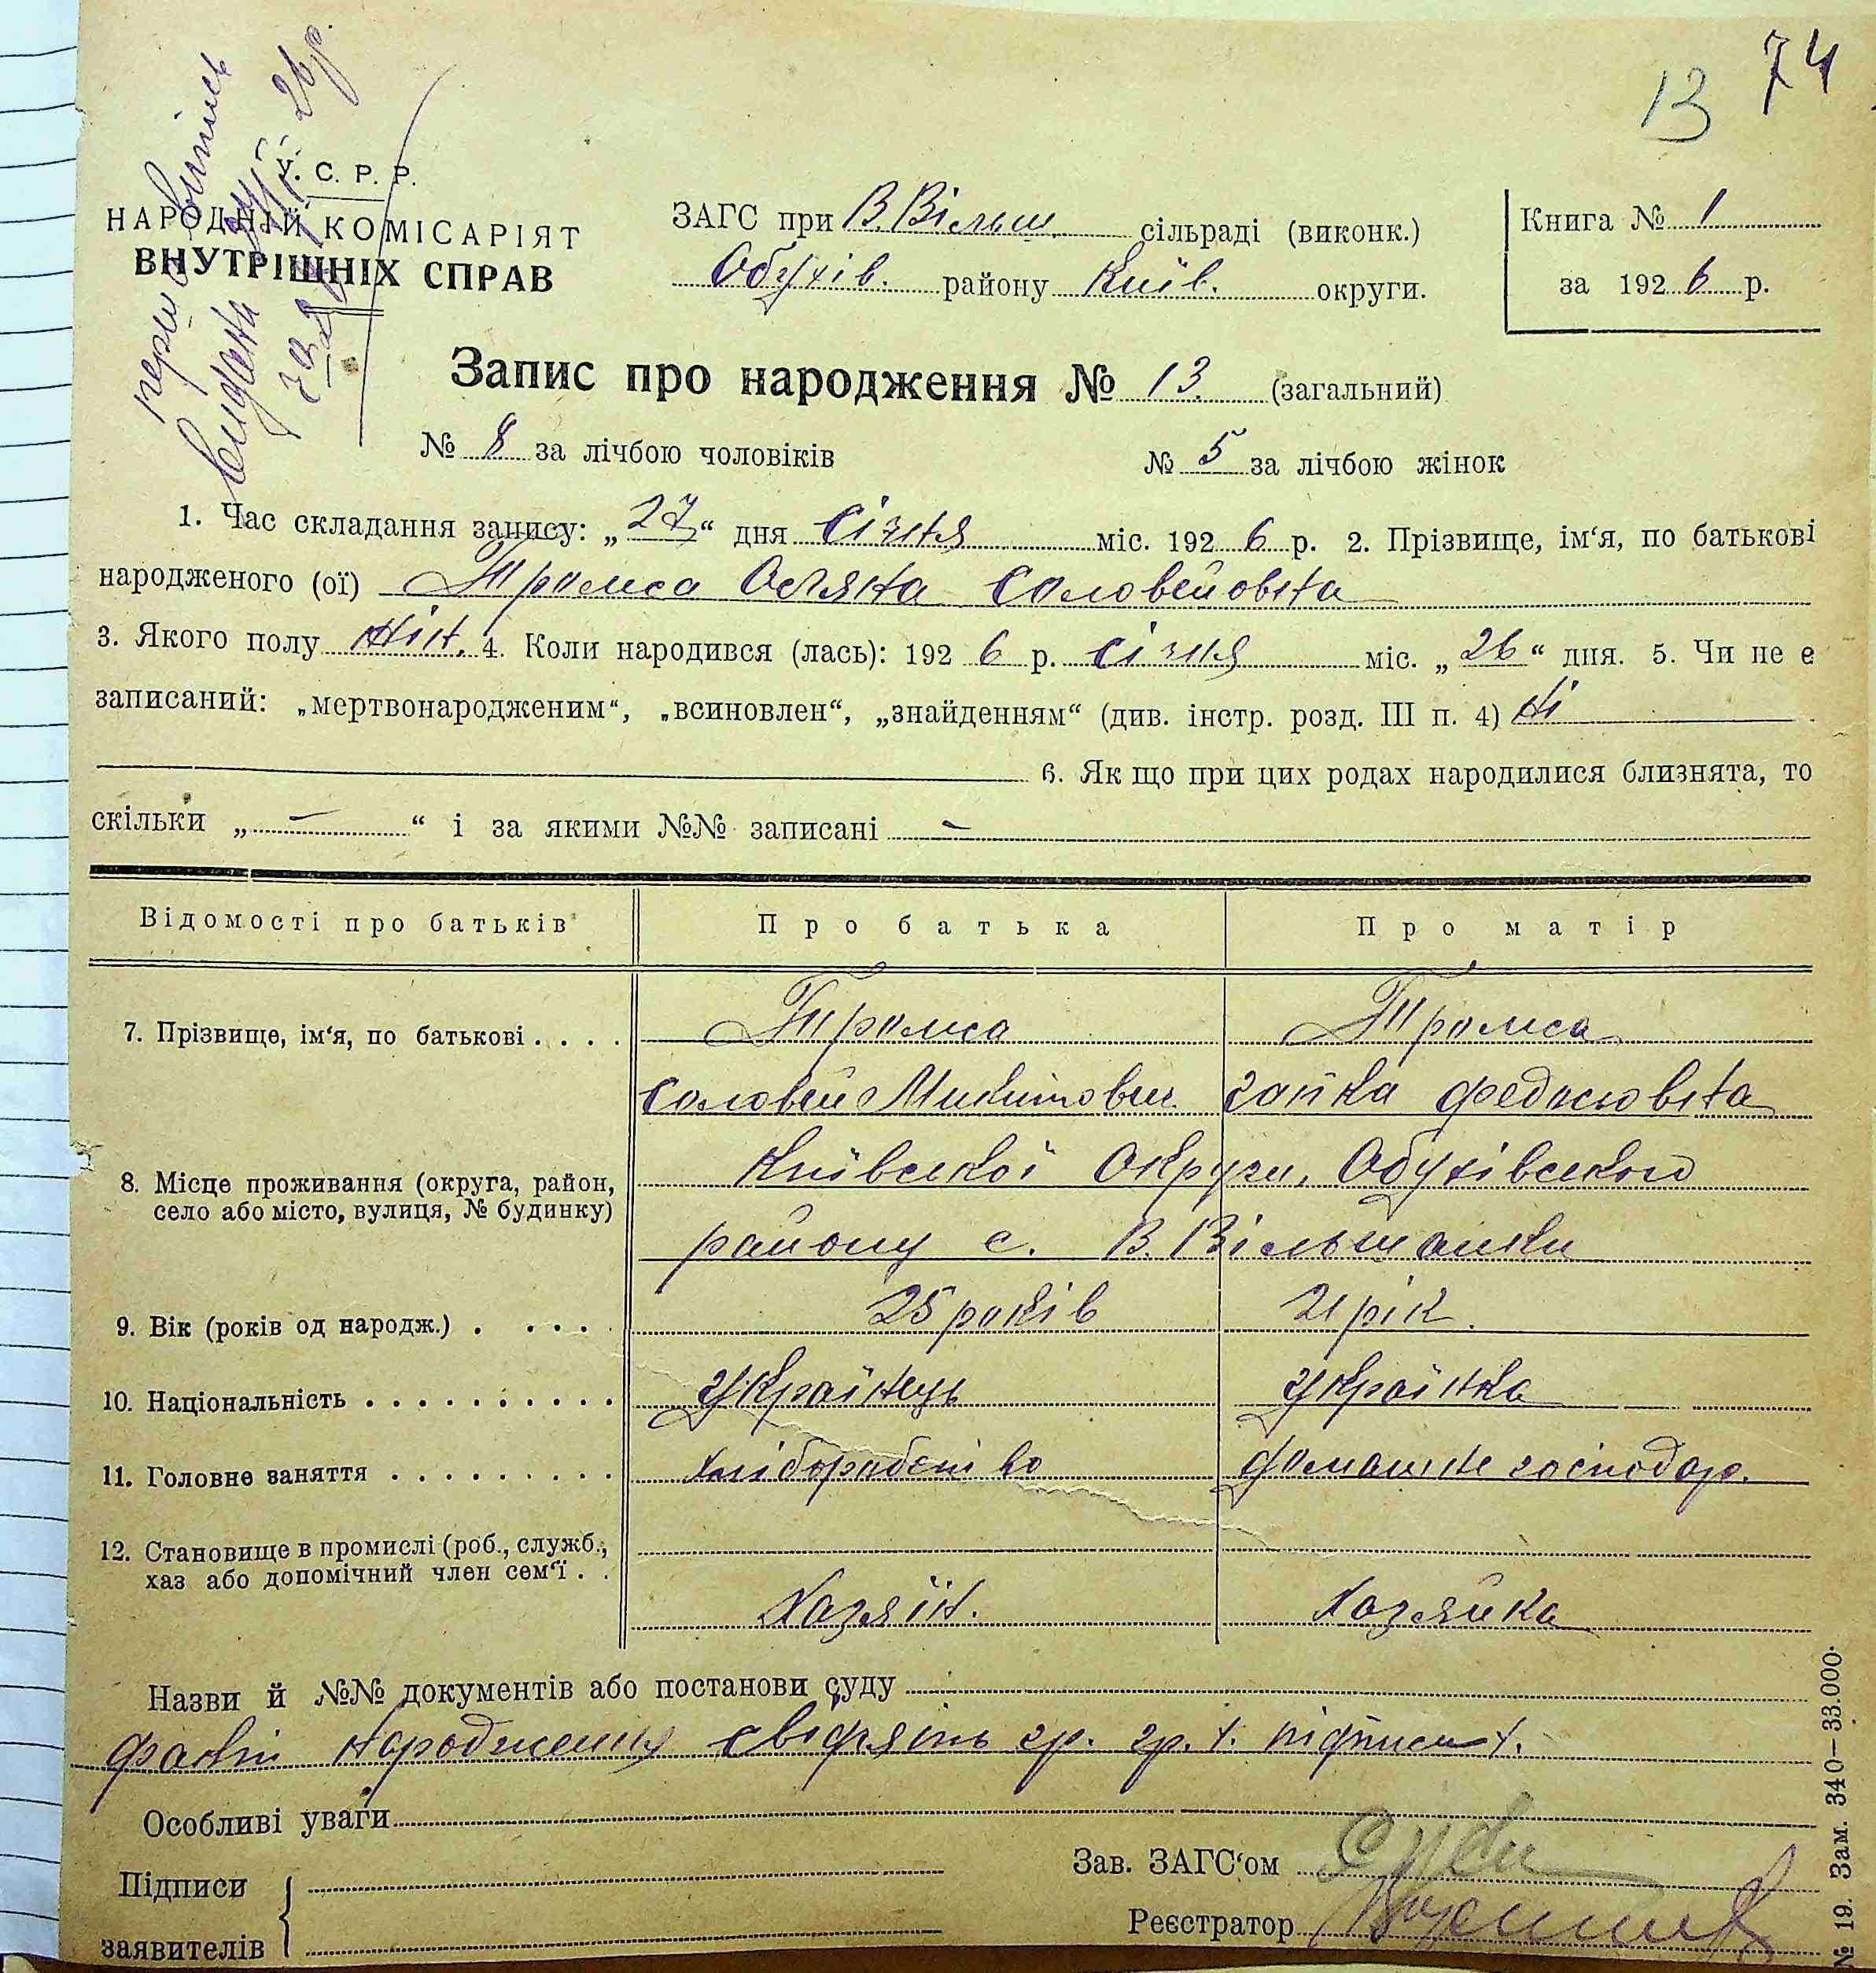 13 74
У. С. Р. Р.
НАРОДНІЙ КОМІСАРІЯТ
ВНУТРІШНІХ СПРАВ
ЗАГС при В. Вільш. сільраді (виконк.)
Обухів. району Київ. округи.
Книга № 1
за 1926 р.
Запис про народження № 13. (загальний)
№ 8 за лічбою чоловіків № 5 за лічбою жінок
1. Час складання запису: „27“ дня Січня міс. 1926 р. 2. Прізвище, ім‘я, по батькові
народженого (ої) Соловейовна
3. Якого полу жін. 4. Коли народився (лась): 1926 р. Січня міс. „26“ дня. 5. Чи не е
записаний: „мертвонародженим“, „всиновлен“, „знайденням“ (див. інстр. розд. III п. 4) Ні
6. Як що при цих родах народилися близнята, то
скільки „ — “ і за якими №№ записані —
Відомості про батьків Про батька Про матір
7. Прізвище, ім‘я, по батькові . . . .
Соловей Микитович
8. Місце проживання (округа, район,
село або місто, вулиця, № будинку)
Київської Округи, Обухівського
району с. В. Вільшанки
9. Вік (років од народж.) . . . . 25 років 21 рік.
10. Національність . . . . . . . . . . Українець Українка
11. Головне заняття . . . . . . . . . хліборобство домашнє господар.
12. Становище в промислі (роб., служб.,
хаз або допомічний член сем‘ї . .
Хазяїн. Хазяйка
Назви й №№ документів або постанови суду
народження свідчять гр. гр.
Особливі уваги
Підписи
заявителів
Зав. ЗАГС‘ом
Реєстратор
№ 19. Зам. 340—33.000.